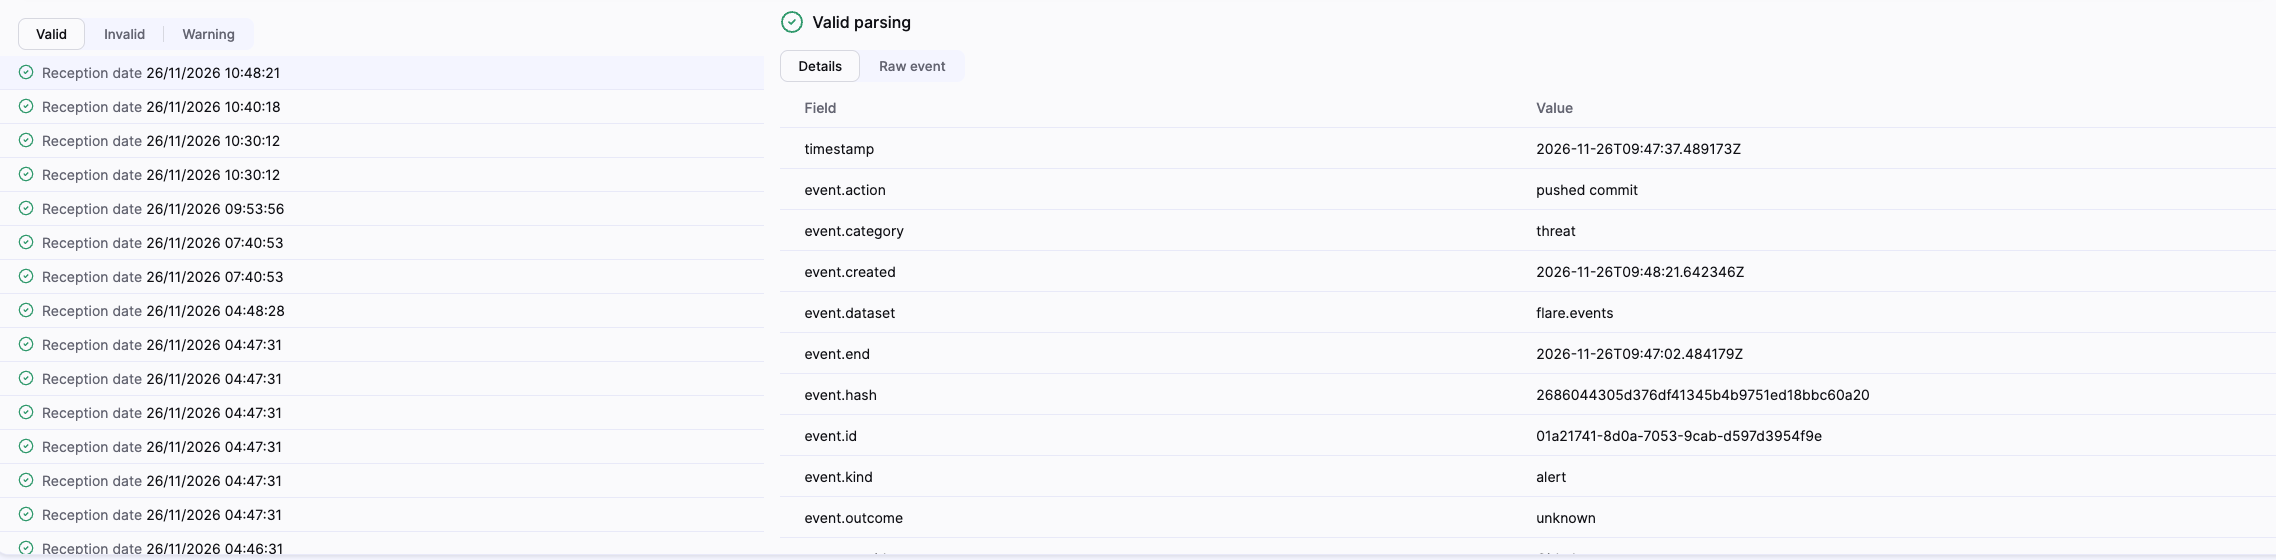 Valid Invalid Warning
Reception date 26/11/2026 10:48:21
Reception date 26/11/2026 10:40:18
Reception date 26/11/2026 10:30:12
Reception date 26/11/2026 10:30:12
Reception date 26/11/2026 09:53:56
Reception date 26/11/2026 07:40:53
Reception date 26/11/2026 07:40:53
Reception date 26/11/2026 04:48:28
Reception date 26/11/2026 04:47:31
Reception date 26/11/2026 04:47:31
Reception date 26/11/2026 04:47:31
Reception date 26/11/2026 04:47:31
Reception date 26/11/2026 04:47:31
Reception date 26/11/2026 04:47:31
Reception date 26/11/2026 04:46:31
Valid parsing
Details Raw event
Field Value
timestamp 2026-11-26T09:47:37.489173Z
event.action pushed commit
event.category threat
event.created 2026-11-26T09:48:21.642346Z
event.dataset flare.events
event.end 2026-11-26T09:47:02.484179Z
event.hash 2686044305d376df41345b4b9751ed18bbc60a20
event.id 01a21741-8d0a-7053-9cab-d597d3954f9e
event.kind alert
event.outcome unknown